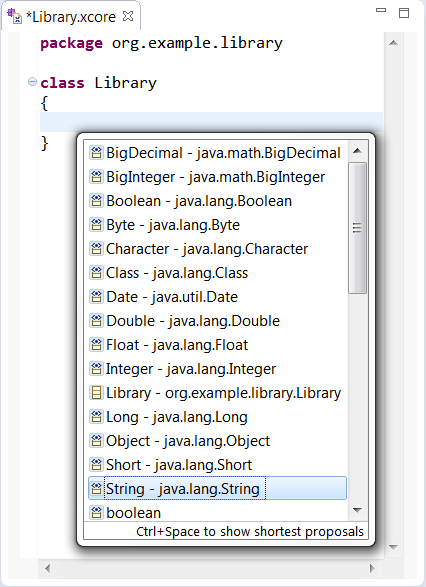 *Library.xcore
package org.example.library
class Library
{
}
BigDecimal - java.math.BigDecimal
BigInteger - java.math.BigInteger
Boolean - java.lang.Boolean
Byte - java.lang.Byte
Character - java.lang.Character
Class - java.lang.Class
Date - java.util.Date
Double - java.lang.Double
Float - java.lang.Float
Integer - java.lang.Integer
Library - org.example.library.Library
Long - java.lang.Long
Object - java.lang.Object
Short - java.lang.Short
String - java.lang.String
boolean
Ctrl+Space to show shortest proposals